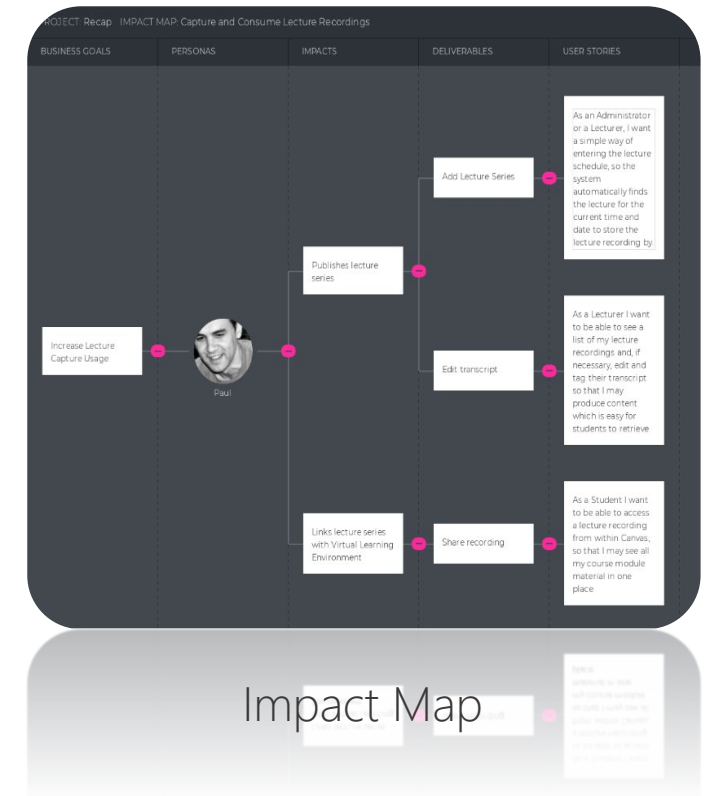 ROJECT: Recap IMPACT MAP: Capture and Consume Lecture Recordings
BUSINESS GOALS
PERSONAS
IMPACTS
DELIVERABLES
USER STORIES
Increase Lecture
Capture Usage
Paul
Publishes lecture
series
Links lecture series
with Virtual Learning
Environment
Add Lecture Series
Edit transcript
Share recording
As an Administrator
or a Lecturer, I want
a simple way of
entering the lecture
schedule, so the
system
automatically finds
the lecture for the
current time and
date to store the
lecture recording by
As a Lecturer I want
to be able to see a
list of my lecture
recordings and, if
necessary, edit and
tag their transcript
so that I may
produce content
which is easy for
students to retrieve
As a Student I want
to be able to access
a lecture recording
from within Canvas,
so that I may see all
my course module
material in one
place
Impact Map